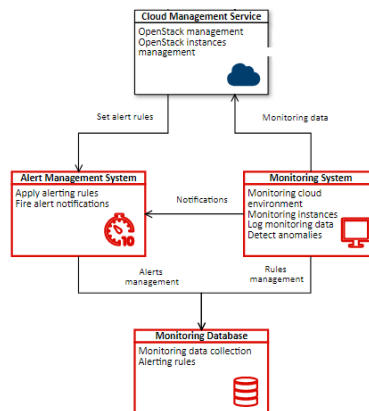 Cloud Management Service
OpenStack management
OpenStack instances
management
Set alert rules
Monitoring data
Alert Management System
Apply alerting rules
Fire alert notifications
10
Notifications
Monitoring System
Monitoring cloud
environment
Monitoring instances
Log monitoring data
Detect anomalies
Alerts
management
Rules
management
Monitoring Database
Monitoring data collection
Alerting rules